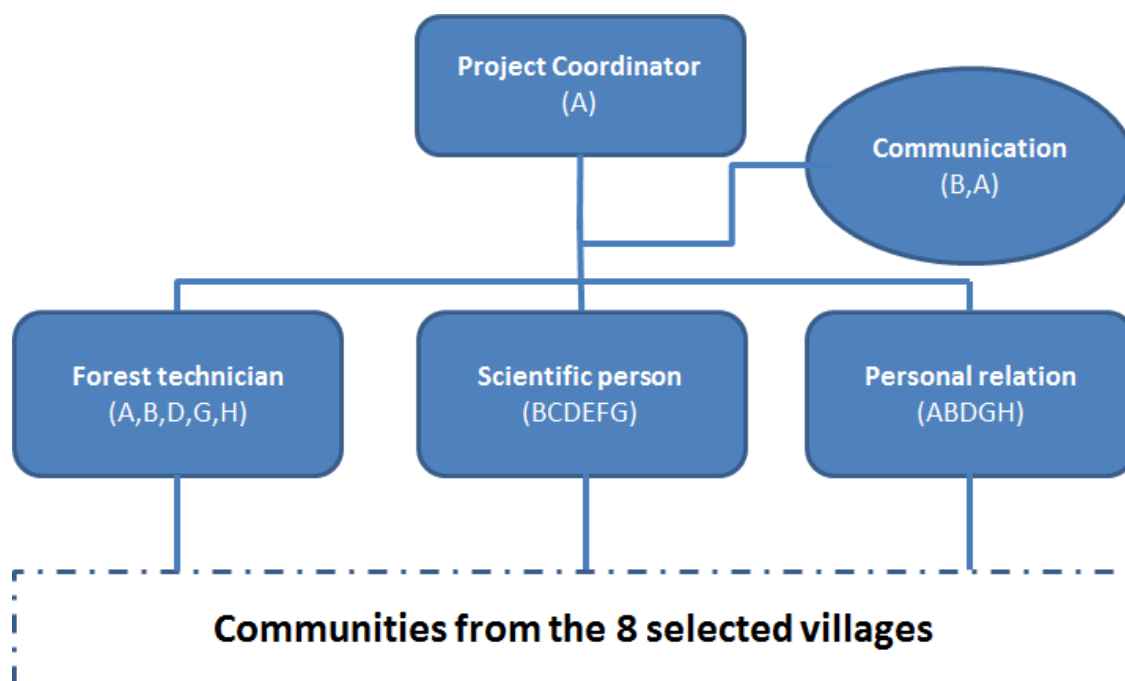 Project Coordinator
(A)
Communication
(B,A)
Forest technician
(A,B,D,G,H)
Scientific person
(BCDEFG)
Personal relation
(ABDGH)
Communities from the 8 selected villages